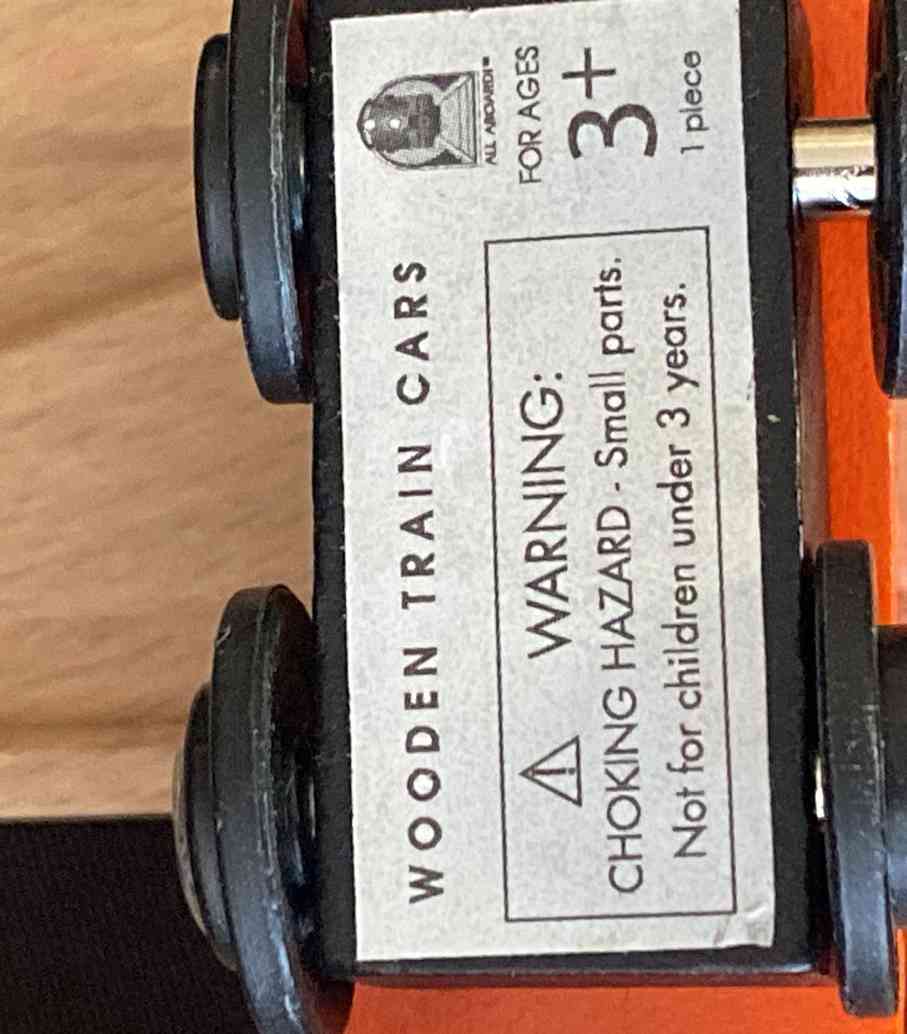 WOODEN TRAIN CARS
ALL ABOARD!
⚠ WARNING:
CHOKING HAZARD - Small parts.
Not for children under 3 years.
FOR AGES
3+
1 piece